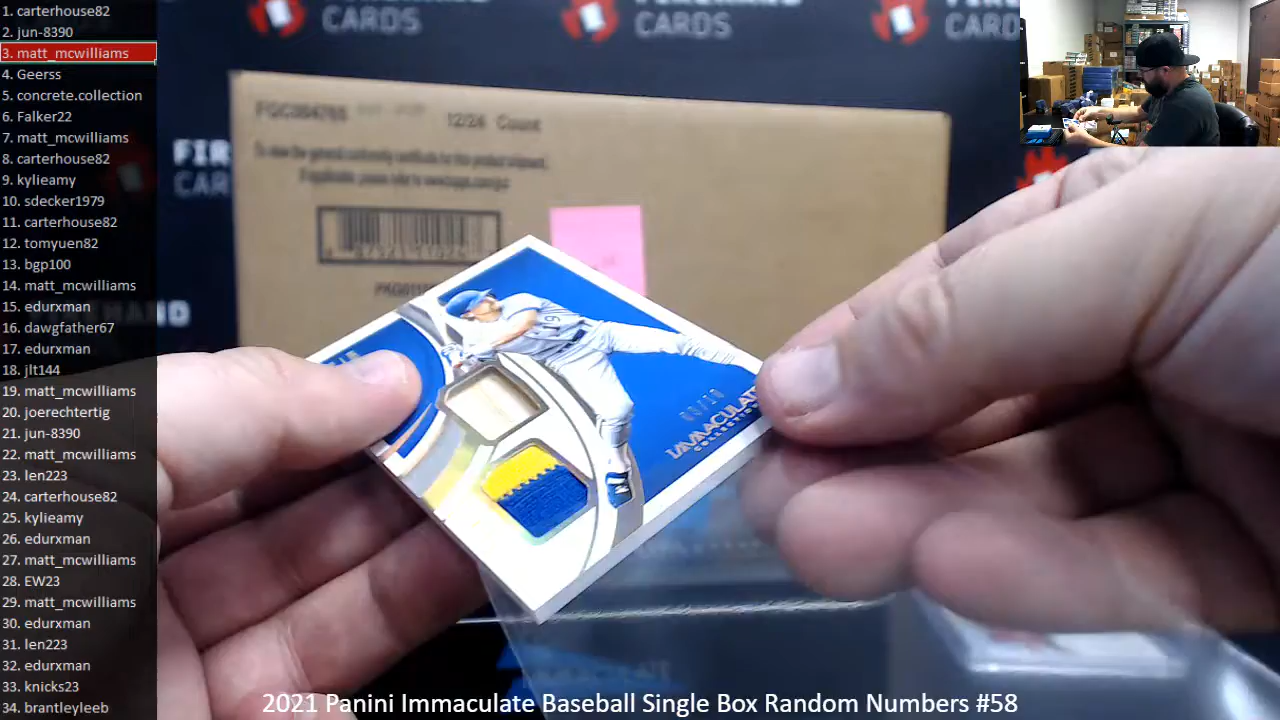 1. carterhouse82
2. jun-8390
3. matt_mcwilliams
4. Geerss
5. concrete.collection
6. Falker22
7. matt_mcwilliams
8. carterhouse82
9. kylieamy
10. sdecker1979
11. carterhouse82
12. tomyuen82
13. bgp100
14. matt_mcwilliams
15. edurxman
16. dawgfather67
17. edurxman
18. jlt144
19. matt_mcwilliams
20. joerechtertig
21. jun-8390
22. matt_mcwilliams
23. len223
24. carterhouse82
25. kylieamy
26. edurxman
27. matt_mcwilliams
28. EW23
29. matt_mcwilliams
30. edurxman
31. len223
32. edurxman
33. knicks23
34. brantleyleeb
CARDS
CARDS
CARD
12/24 Count
FIR
CARDS
IMMACULATE
COLLECTION
2021 Panini Immaculate Baseball Single Box Random Numbers #58